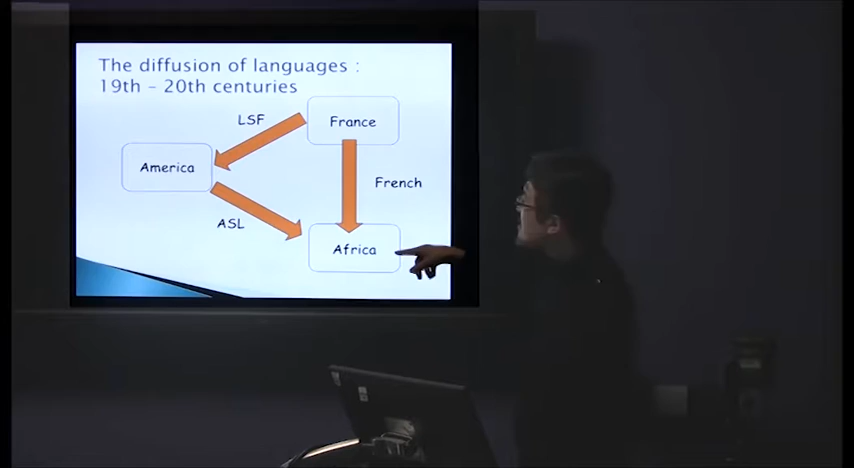 The diffusion of languages :
19th – 20th centuries
LSF
France
America
French
ASL
Africa